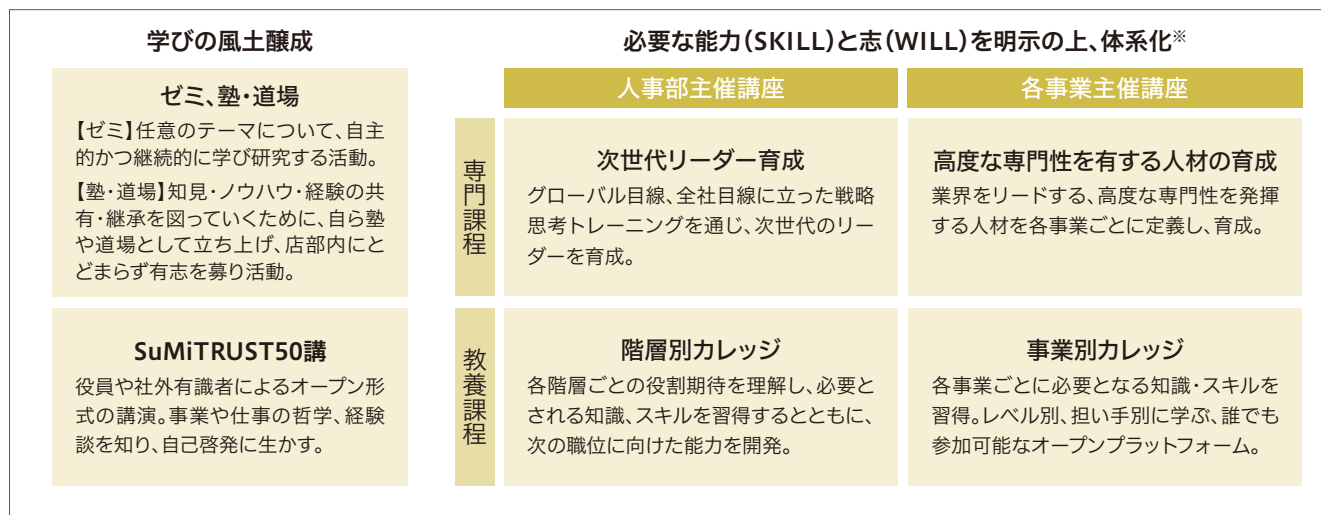 学びの風土醸成
ゼミ、塾・道場
【ゼミ】任意のテーマについて、自主
的かつ継続的に学び研究する活動。
【塾・道場】知見・ノウハウ・経験の共
有・継承を図っていくために、自ら塾
や道場として立ち上げ、店部内にと
どまらず有志を募り活動。
SuMiTRUST50講
役員や社外有識者によるオープン形
式の講演。事業や仕事の哲学、経験
談を知り、自己啓発に生かす。
必要な能力（SKILL）と志（WILL）を明示の上、体系化※
人事部主催講座
各事業主催講座
専門課程
次世代リーダー育成
グローバル目線、全社目線に立った戦略
思考トレーニングを通じ、次世代のリー
ダーを育成。
高度な専門性を有する人材の育成
業界をリードする、高度な専門性を発揮
する人材を各事業ごとに定義し、育成。
教養課程
階層別カレッジ
各階層ごとの役割期待を理解し、必要と
される知識、スキルを習得するとともに、
次の職位に向けた能力を開発。
事業別カレッジ
各事業ごとに必要となる知識・スキルを
習得。レベル別、担い手別に学ぶ、誰でも
参加可能なオープンプラットフォーム。